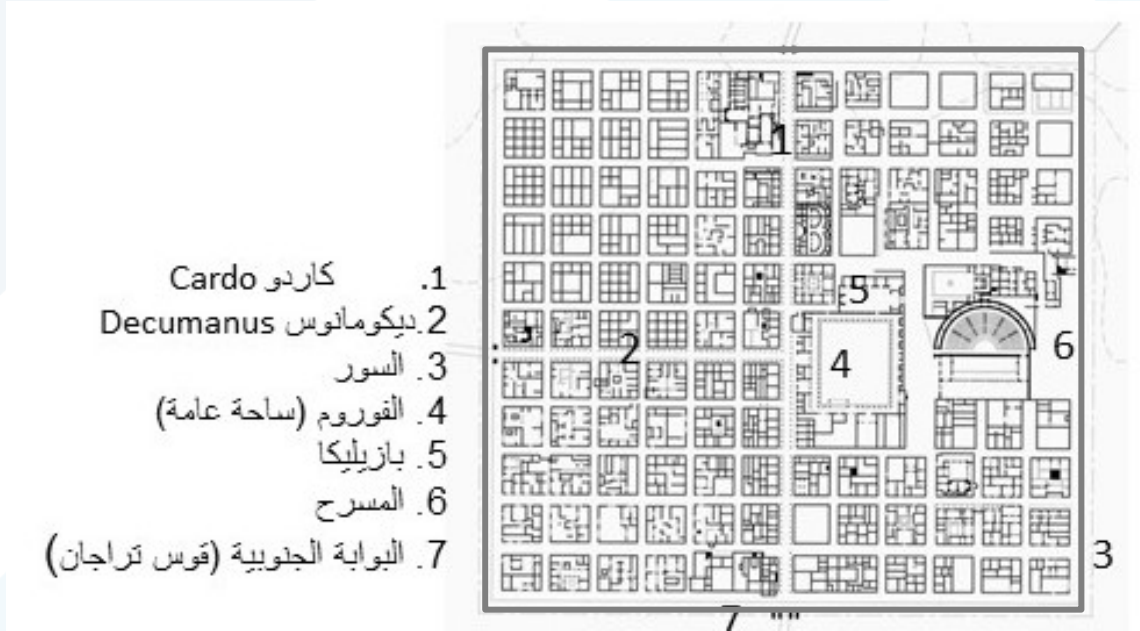 1. كاردو Cardo
2. ديكومانوس Decumanus
3. السور
4. الفوروم (ساحة عامة)
5. بازيليكا
6. المسرح
7. البوابة الجنوبية (قوس تراجان)
1
2
5
4
6
3
7